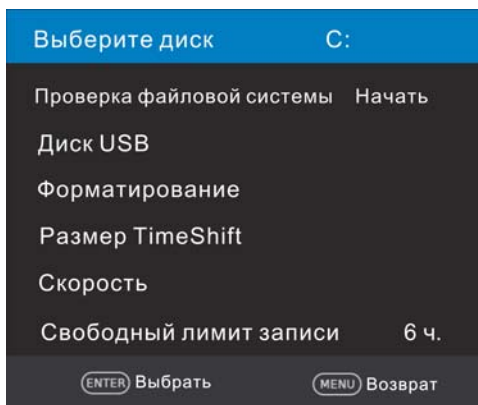 Выберите диск C:
Проверка файловой системы Начать
Диск USB
Форматирование
Размер TimeShift
Скорость
Свободный лимит записи 6 ч.
ENTER Выбрать MENU Возврат